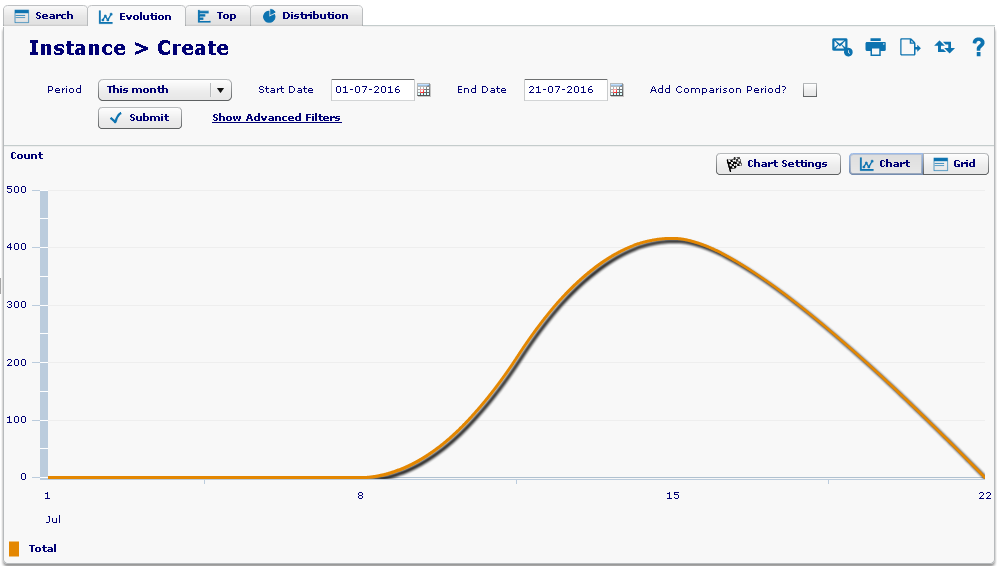 Search Evolution Top Distribution
Instance > Create
?
Period This month Start Date 01-07-2016 End Date 21-07-2016 Add Comparison Period?
Submit Show Advanced Filters
Count
Chart Settings Chart Grid
500
400
300
200
100
0
1 8 15 22
Jul
Total